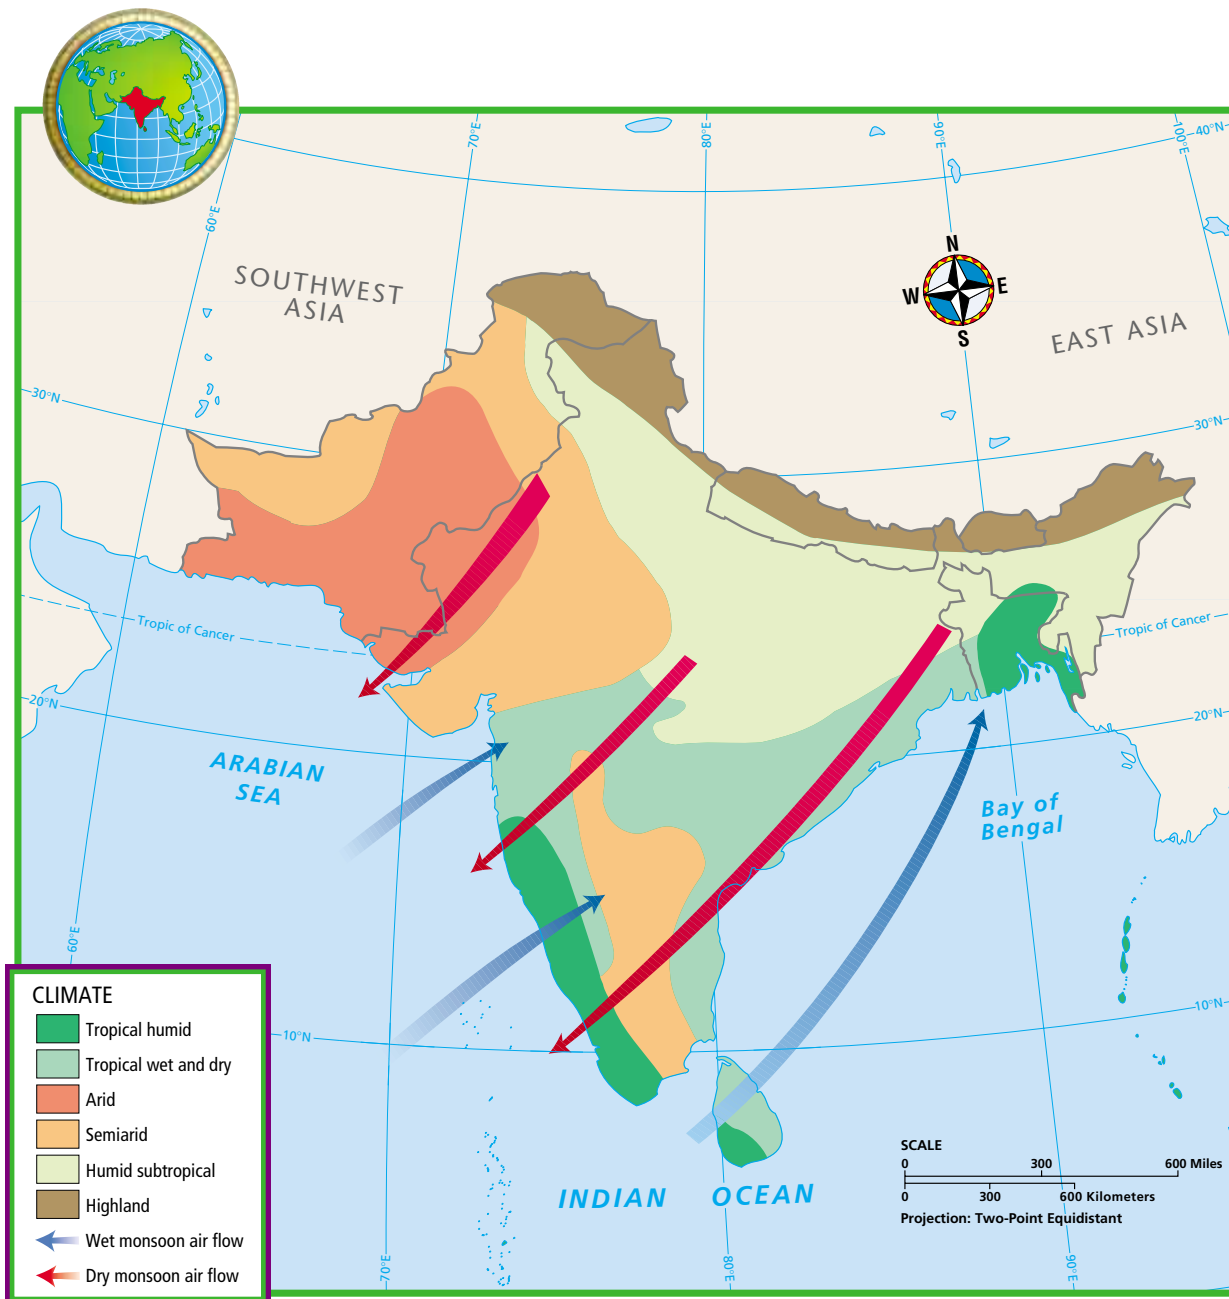 70°E
80°E
90°E
100°E
40°N
60°E
N
W
E
S
SOUTHWEST
ASIA
EAST ASIA
30°N
30°N
Tropic of Cancer
Tropic of Cancer
20°N
20°N
ARABIAN
SEA
Bay of
Bengal
60°E
10°N
10°N
CLIMATE
Tropical humid
Tropical wet and dry
Arid
Semiarid
Humid subtropical
Highland
Wet monsoon air flow
Dry monsoon air flow
INDIAN OCEAN
SCALE
0 300 600 Miles
0 300 600 Kilometers
Projection: Two-Point Equidistant
70°E
80°E
90°E